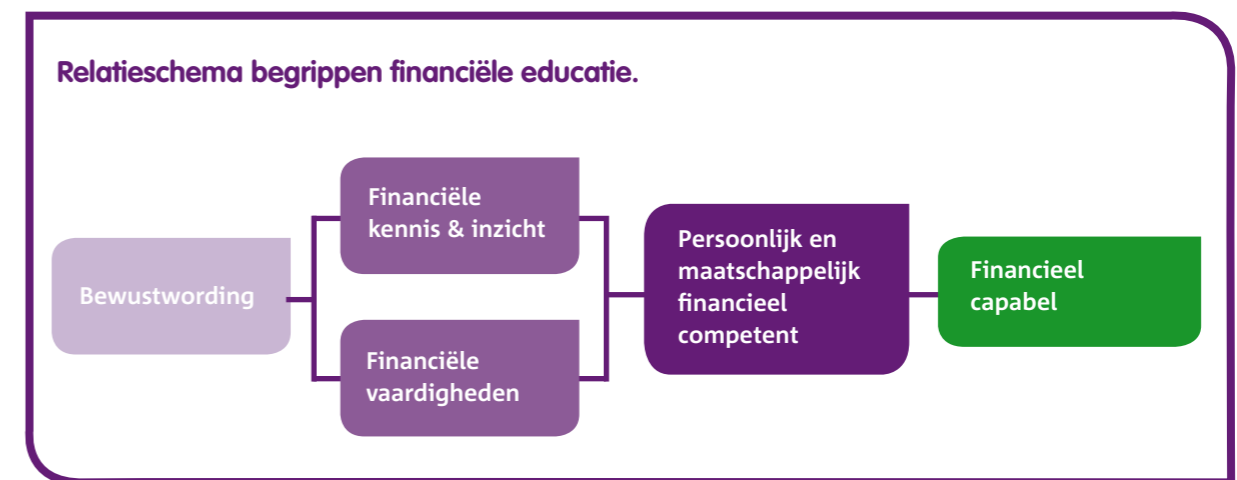 Relatieschema begrippen financiële educatie.
Bewustwording
Financiële
kennis & inzicht
Financiële
vaardigheden
Persoonlijk en
maatschappelijk
financieel
competent
Financieel
capabel